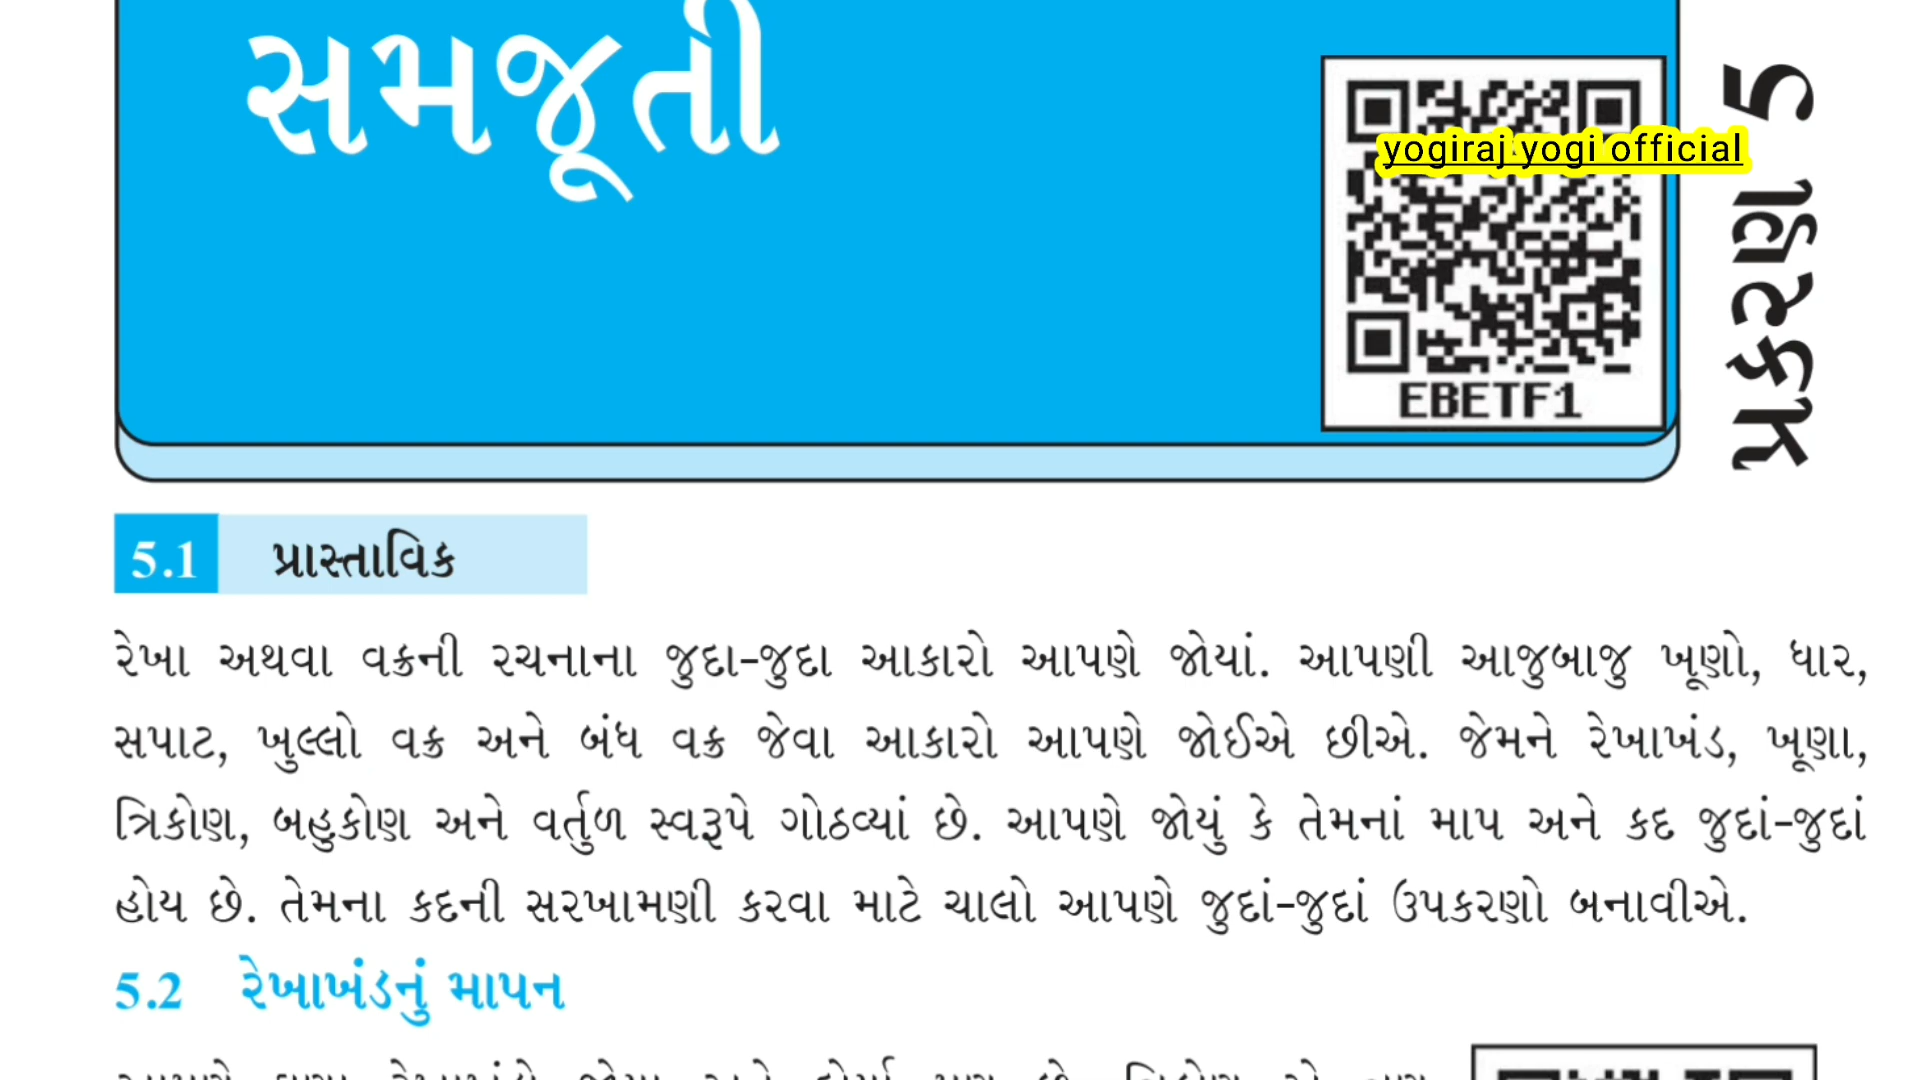 સમજૂતી
yogiraj yogi official
EBETF1
પ્રકરણ 5
5.1 પ્રાસ્તાવિક
રેખા અથવા વક્રની રચનાના જુદા-જુદા આકારો આપણે જોયાં. આપણી આજુબાજુ ખૂણો, ધાર,
સપાટ, ખુલ્લો વક્ર અને બંધ વક્ર જેવા આકારો આપણે જોઈએ છીએ. જેમને રેખાખંડ, ખૂણા,
ત્રિકોણ, બહુકોણ અને વર્તુળ સ્વરૂપે ગોઠવ્યાં છે. આપણે જોયું કે તેમનાં માપ અને કદ જુદાં-જુદાં
હોય છે. તેમના કદની સરખામણી કરવા માટે ચાલો આપણે જુદાં-જુદાં ઉપકરણો બનાવીએ.
5.2 રેખાખંડનું માપન